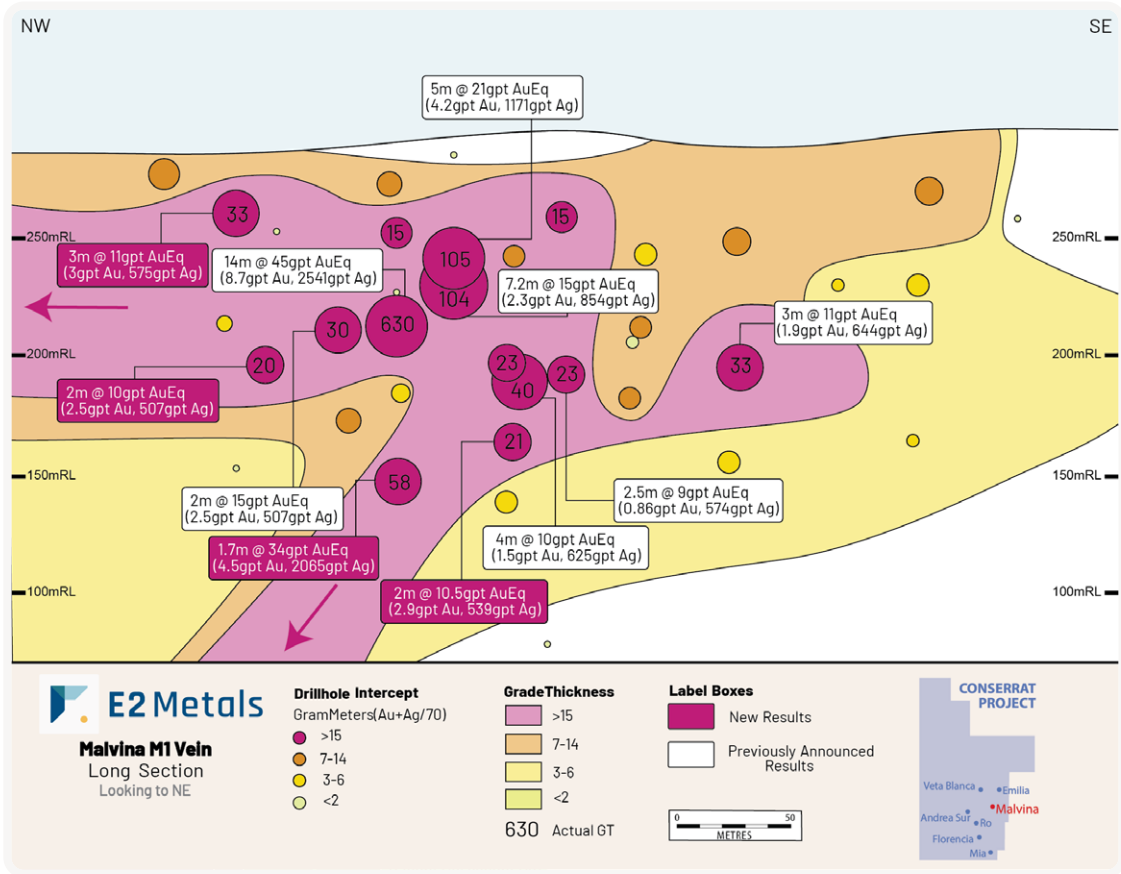 NW
SE
5m @ 21gpt AuEq
(4.2gpt Au, 1171gpt Ag)
33
15
15
250mRL
250mRL
3m @ 11gpt AuEq
(3gpt Au, 575gpt Ag)
14m @ 45gpt AuEq
(8.7gpt Au, 2541gpt Ag)
105
104
7.2m @ 15gpt AuEq
(2.3gpt Au, 854gpt Ag)
3m @ 11gpt AuEq
(1.9gpt Au, 644gpt Ag)
30
630
200mRL
200mRL
20
23
40
23
33
2m @ 10gpt AuEq
(2.5gpt Au, 507gpt Ag)
21
150mRL
150mRL
58
2m @ 15gpt AuEq
(2.5gpt Au, 507gpt Ag)
2.5m @ 9gpt AuEq
(0.86gpt Au, 574gpt Ag)
1.7m @ 34gpt AuEq
(4.5gpt Au, 2065gpt Ag)
4m @ 10gpt AuEq
(1.5gpt Au, 625gpt Ag)
2m @ 10.5gpt AuEq
(2.9gpt Au, 539gpt Ag)
100mRL
100mRL
E2 Metals
Malvina M1 Vein
Long Section
Looking to NE
Drillhole Intercept
GramMeters(Au+Ag/70)
>15
7-14
3-6
<2
GradeThickness
>15
7-14
3-6
<2
630 Actual GT
Label Boxes
New Results
Previously Announced
Results
0 50
METRES
CONSERRAT
PROJECT
Veta Blanca
Emilia
Malvina
Andrea Sur
Ro
Florencia
Mia